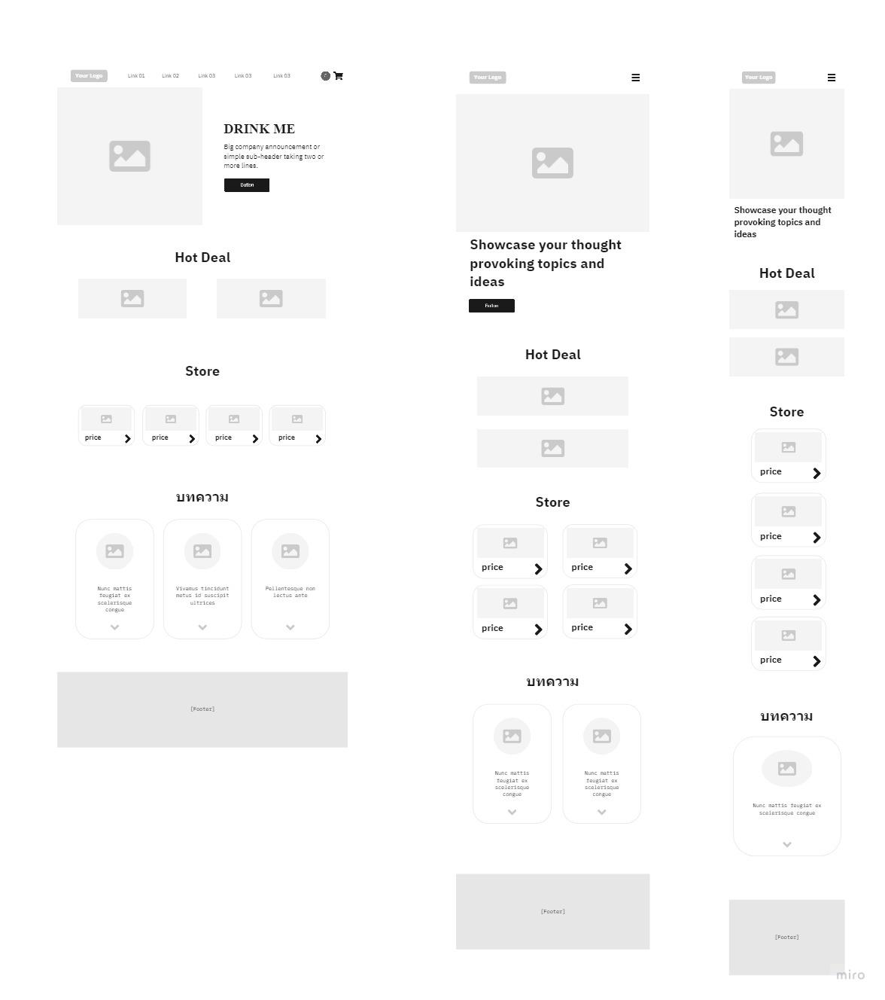 Your Logo
Link 01
Link 02
Link 03
Link 03
Link 03
DRINK ME
Big company announcement or
simple sub-header taking two or
more lines.
Button
Hot Deal
Store
price
price
price
price
บทความ
Nunc mattis
feugiat ex
scelerisque
congue
Vivamus tincidunt
metus id suscipit
ultrices
Pellentesque non
lectus ante
[Footer]
Your Logo
Showcase your thought
provoking topics and
ideas
Button
Hot Deal
Store
price
price
price
price
บทความ
Nunc mattis
feugiat ex
scelerisque
congue
Nunc mattis
feugiat ex
scelerisque
congue
[Footer]
Your Logo
Showcase your thought
provoking topics and
ideas
Hot Deal
Store
price
price
price
price
บทความ
Nunc mattis feugiat ex
scelerisque congue
[Footer]
miro